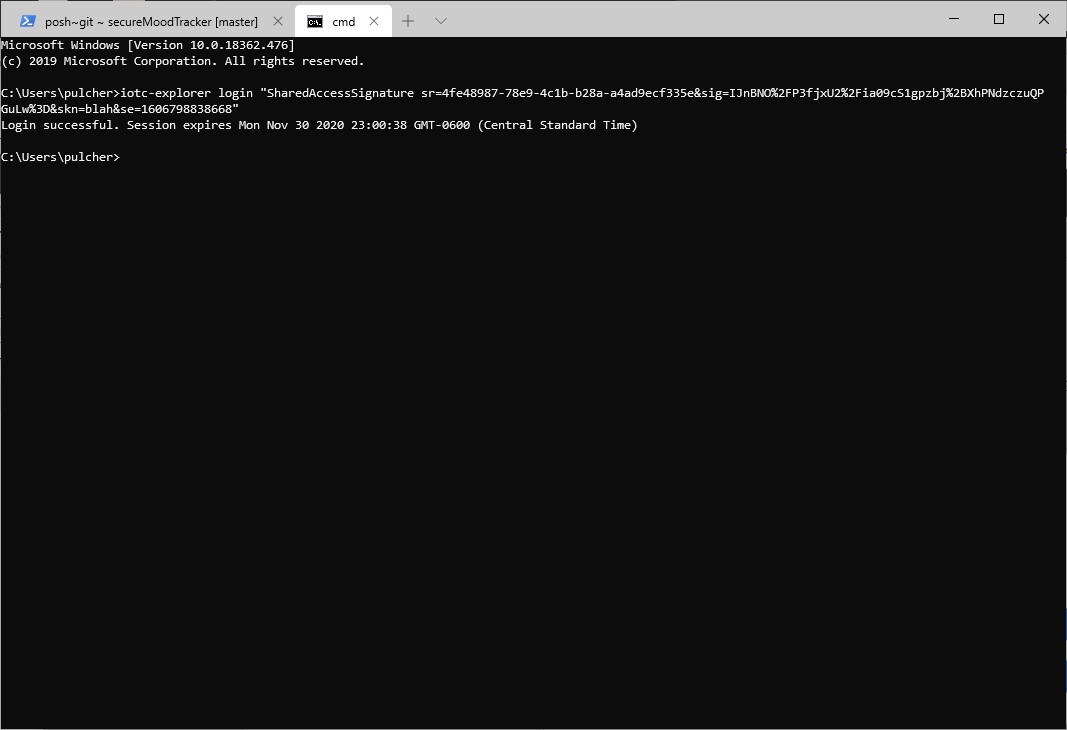 posh~git ~ secureMoodTracker [master]
cmd
Microsoft Windows [Version 10.0.18362.476]
(c) 2019 Microsoft Corporation. All rights reserved.
C:\Users\pulcher>iotc-explorer login "SharedAccessSignature sr=4fe48987-78e9-4c1b-b28a-a4ad9ecf335e&sig=IJnBNO%2FP3fjxU2%2Fia09cS1gpzbj%2BXhPNdzczuQP
GuLw%3D&skn=blah&se=1606798838668"
Login successful. Session expires Mon Nov 30 2020 23:00:38 GMT-0600 (Central Standard Time)
C:\Users\pulcher>